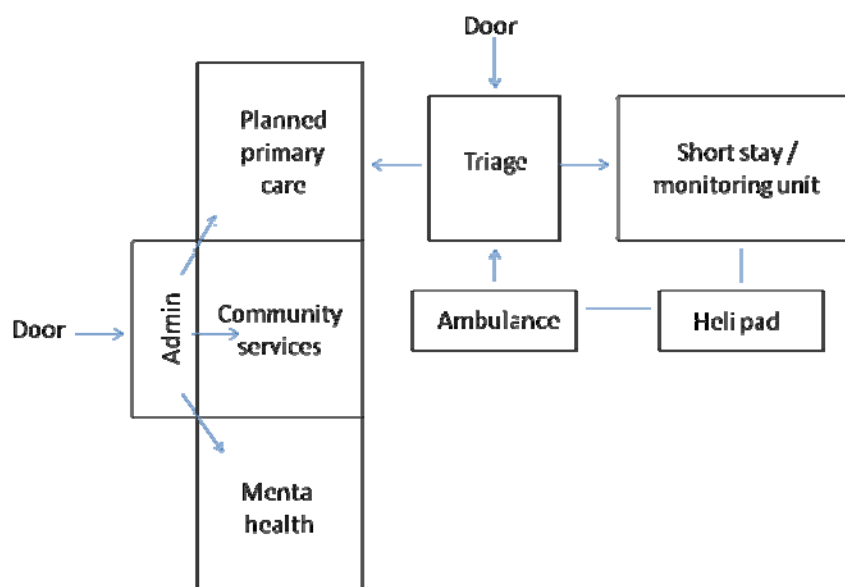 Door
Planned
primary
care
Triage
Short stay /
monitoring unit
Door
Admin
Community
services
Ambulance
Heli pad
Menta
health